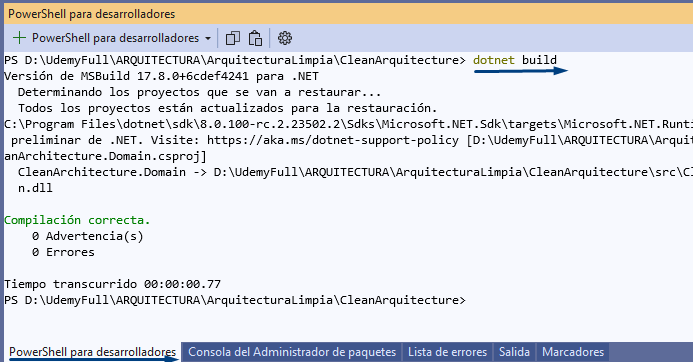 PowerShell para desarrolladores
+ PowerShell para desarrolladores
PS D:\UdemyFull\ARQUITECTURA\ArquitecturaLimpia\CleanArquitecture> dotnet build
Versión de MSBuild 17.8.0+6cdef4241 para .NET
Determinando los proyectos que se van a restaurar...
Todos los proyectos están actualizados para la restauración.
C:\Program Files\dotnet\sdk\8.0.100-rc.2.23502.2\Sdks\Microsoft.NET.Sdk\targets\Microsoft.NET.Runti
preliminar de .NET. Visite: https://aka.ms/dotnet-support-policy [D:\UdemyFull\ARQUITECTURA\Arquite
anArchitecture.Domain.csproj]
CleanArchitecture.Domain -> D:\UdemyFull\ARQUITECTURA\ArquitecturaLimpia\CleanArquitecture\src\Cl
n.dll
Compilación correcta.
0 Advertencia(s)
0 Errores
Tiempo transcurrido 00:00:00.77
PS D:\UdemyFull\ARQUITECTURA\ArquitecturaLimpia\CleanArquitecture>
PowerShell para desarrolladores Consola del Administrador de paquetes Lista de errores Salida Marcadores